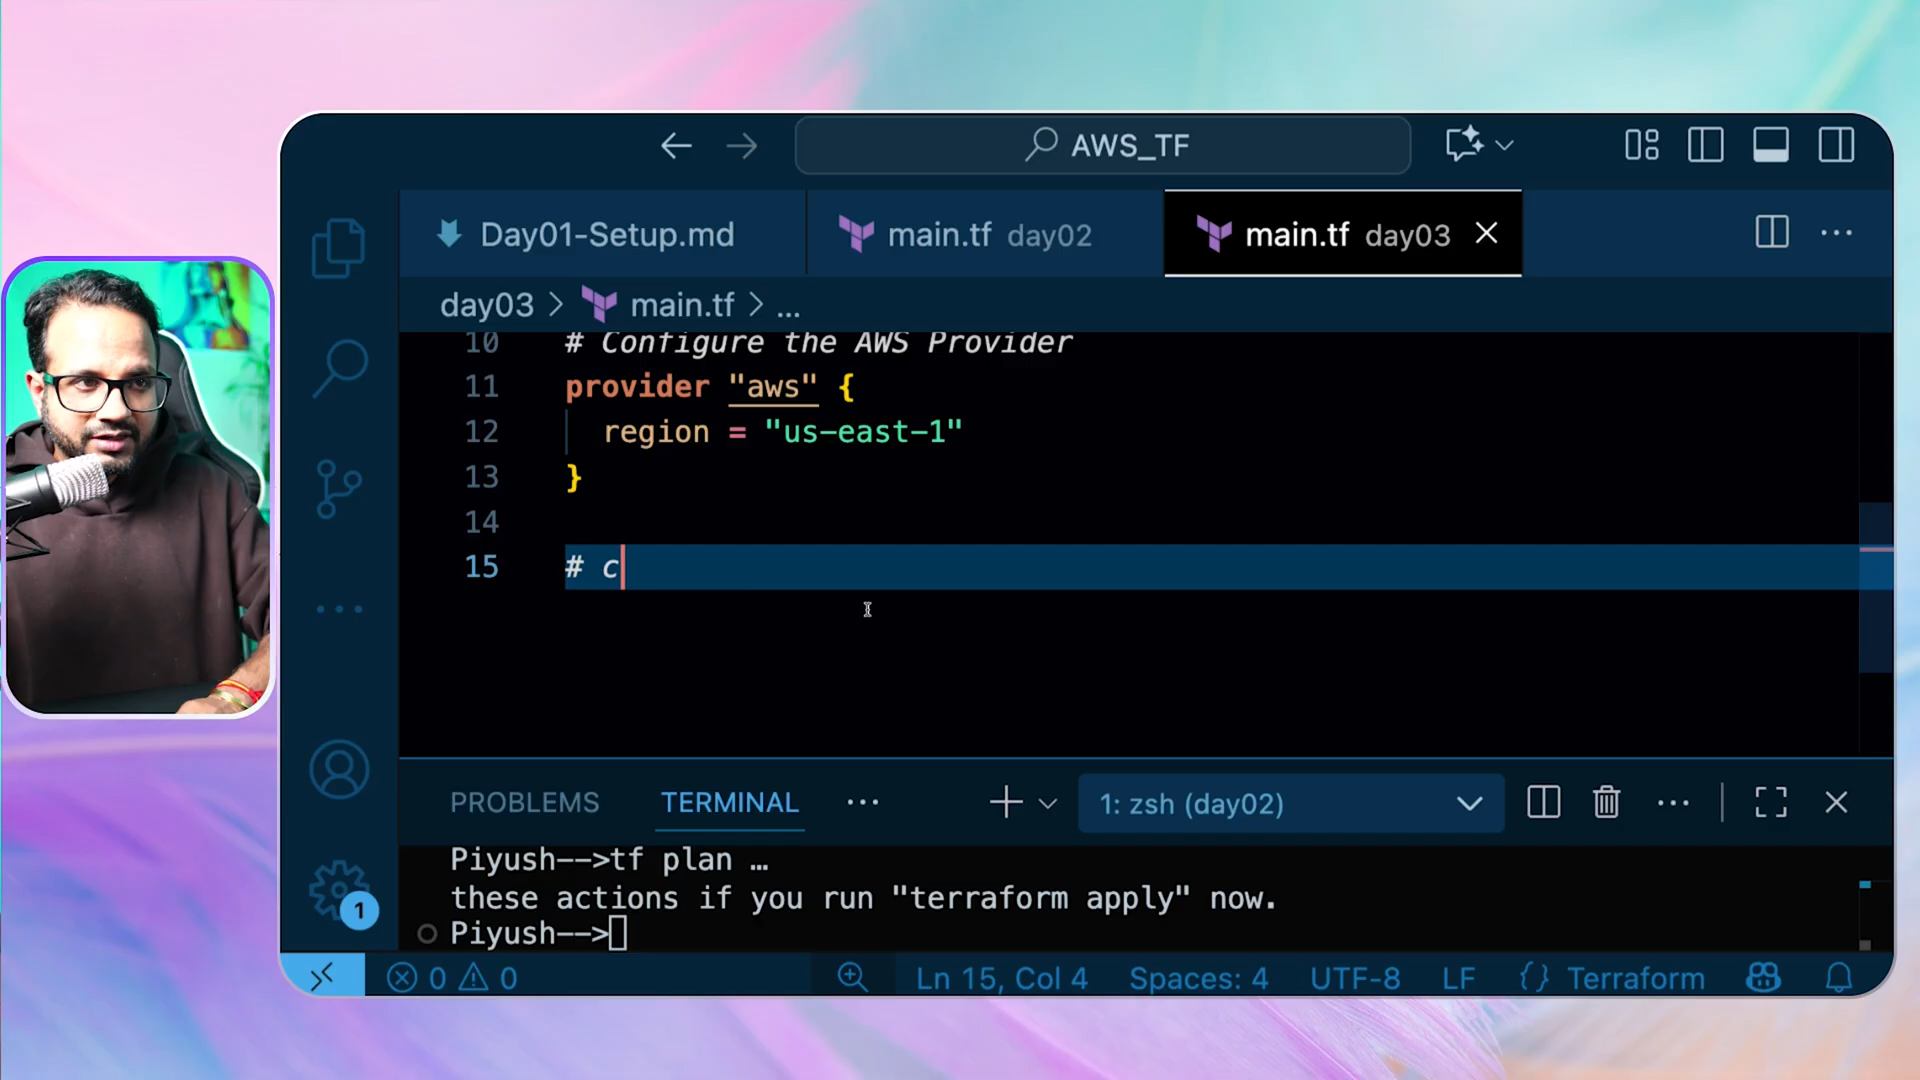 AWS_TF
Day01-Setup.md
main.tf day02
main.tf day03
day03 > main.tf > ...
10 # Configure the AWS Provider
11 provider "aws" {
12 region = "us-east-1"
13 }
14
15 # c
PROBLEMS
TERMINAL
1: zsh (day02)
Piyush-->tf plan …
these actions if you run "terraform apply" now.
Piyush-->
1
0 0
Ln 15, Col 4
Spaces: 4
UTF-8
LF
{} Terraform